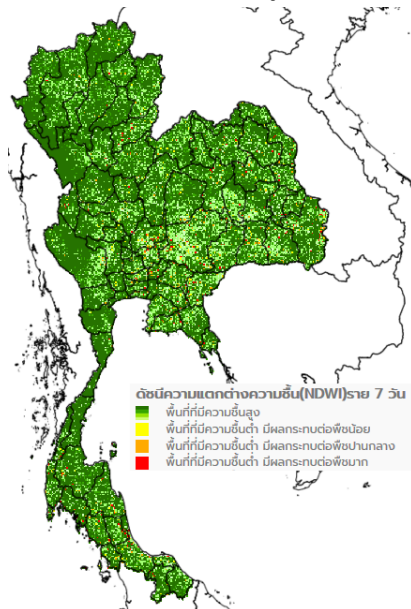 ดัชนีความแตกต่างความชื้น(NDWI)ราย 7 วัน
พื้นที่ที่มีความชื้นสูง
พื้นที่ที่มีความชื้นต่ำ มีผลกระทบต่อพืชน้อย
พื้นที่ที่มีความชื้นต่ำ มีผลกระทบต่อพืชปานกลาง
พื้นที่ที่มีความชื้นต่ำ มีผลกระทบต่อพืชมาก